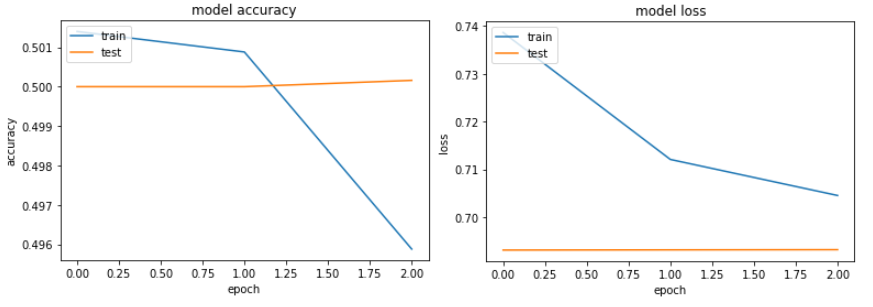 model accuracy
train
test
0.501
0.500
0.499
0.498
0.497
0.496
accuracy
0.00 0.25 0.50 0.75 1.00 1.25 1.50 1.75 2.00
epoch
model loss
train
test
0.74
0.73
0.72
0.71
0.70
loss
0.00 0.25 0.50 0.75 1.00 1.25 1.50 1.75 2.00
epoch